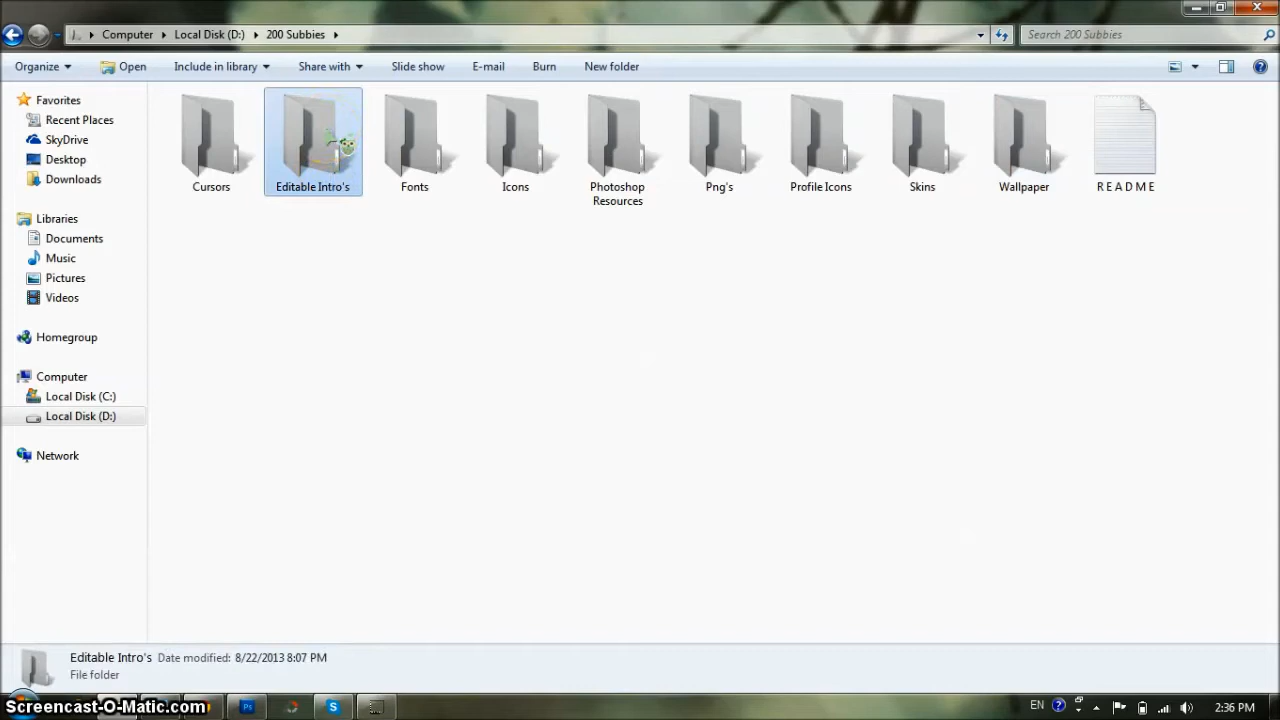 Computer Local Disk (D:) 200 Subbies
Search 200 Subbies
Organize Open Include in library Share with Slide show E-mail Burn New folder
Favorites
Recent Places
SkyDrive
Desktop
Downloads
Libraries
Documents
Music
Pictures
Videos
Homegroup
Computer
Local Disk (C:)
Local Disk (D:)
Network
Cursors
Editable Intro's
Fonts
Icons
Photoshop
Resources
Png's
Profile Icons
Skins
Wallpaper
R E A D M E
Editable Intro's Date modified: 8/22/2013 8:07 PM
File folder
Screencast-O-Matic.com
Ps
S
EN
2:36 PM